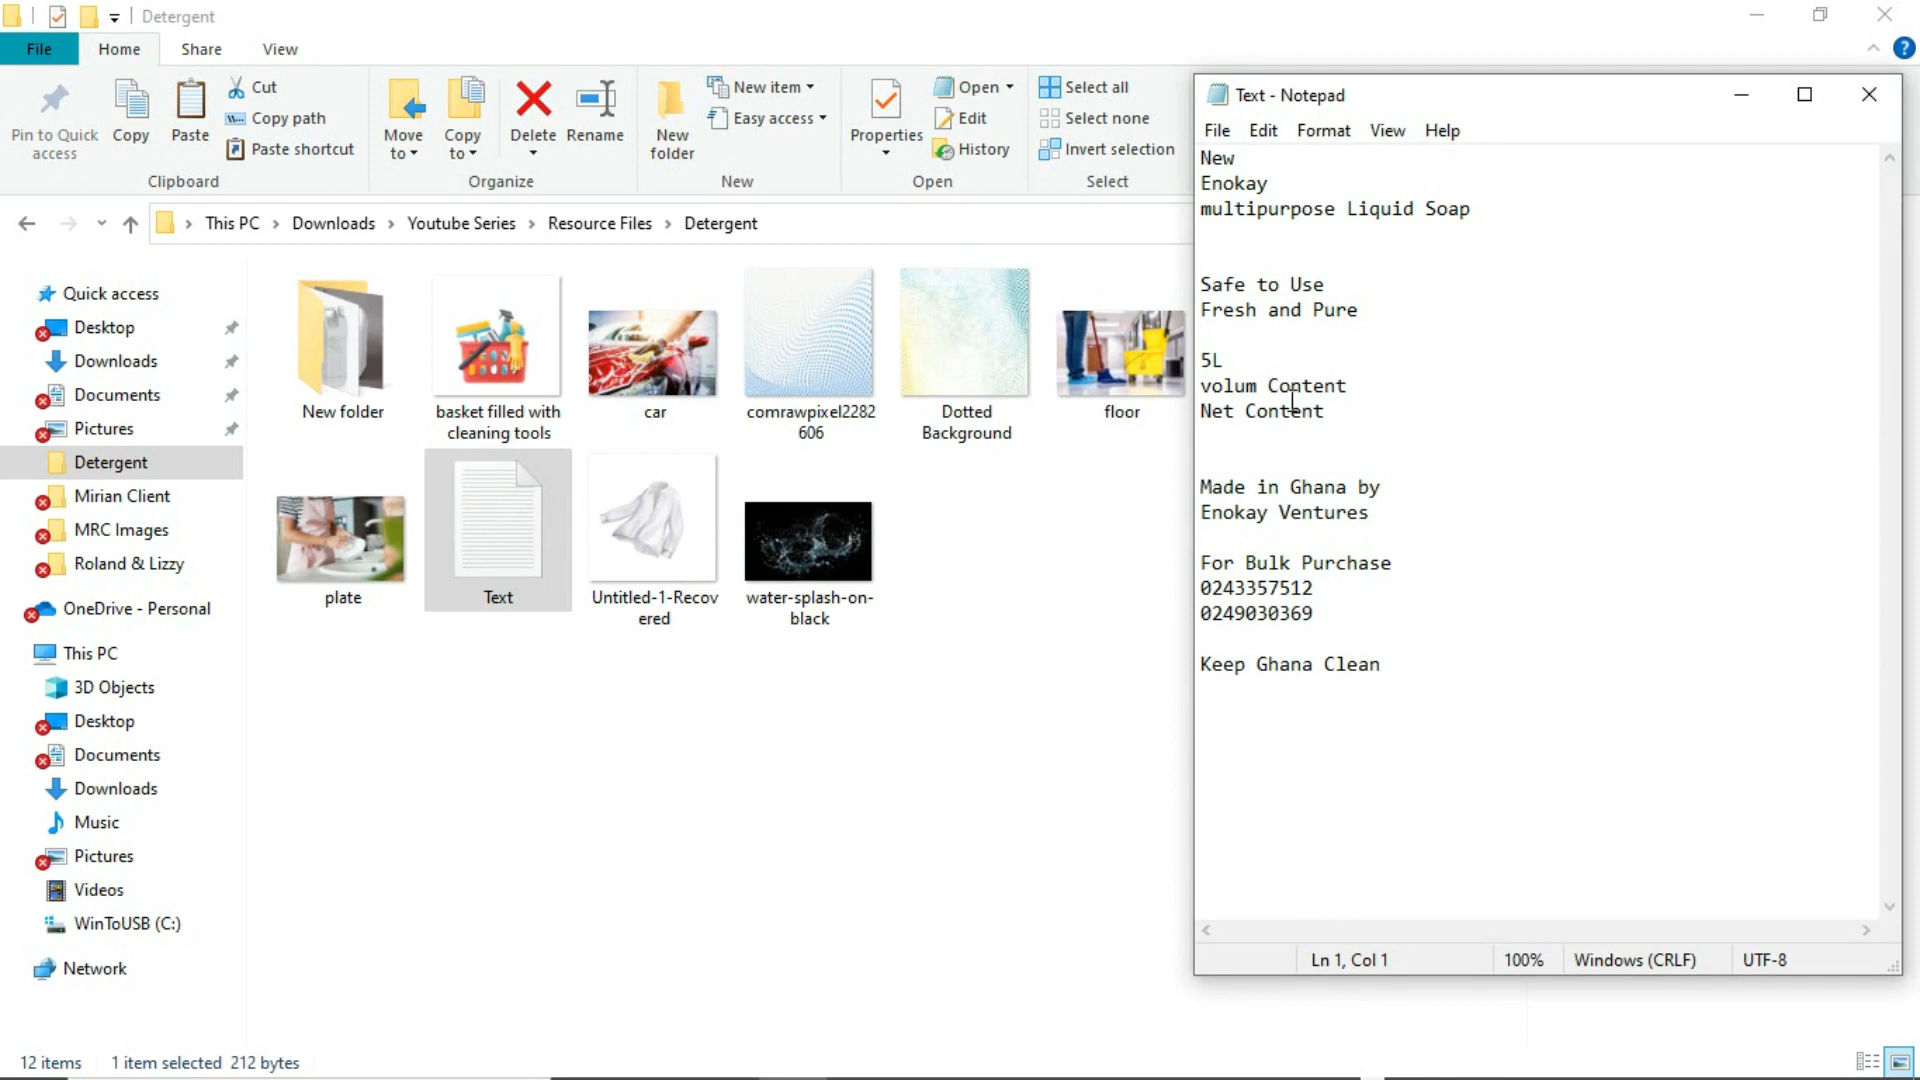 Detergent
File
Home
Share
View
Pin to Quick
access
Copy
Paste
Cut
Copy path
Paste shortcut
Clipboard
Move
to
Copy
to
Delete
Rename
Organize
New
folder
New item
Easy access
New
Properties
Open
Edit
History
Open
Select all
Select none
Invert selection
Select
This PC
Downloads
Youtube Series
Resource Files
Detergent
Quick access
Desktop
Downloads
Documents
Pictures
Detergent
Mirian Client
MRC Images
Roland & Lizzy
OneDrive - Personal
This PC
3D Objects
Desktop
Documents
Downloads
Music
Pictures
Videos
WinToUSB (C:)
Network
New folder
basket filled with
cleaning tools
car
comrawpixel2282
606
Dotted
Background
floor
plate
Text
Untitled-1-Recov
ered
water-splash-on-
black
Text - Notepad
File
Edit
Format
View
Help
New
Enokay
multipurpose Liquid Soap
Safe to Use
Fresh and Pure
5L
volum Content
Net Content
Made in Ghana by
Enokay Ventures
For Bulk Purchase
0243357512
0249030369
Keep Ghana Clean
Ln 1, Col 1
100%
Windows (CRLF)
UTF-8
12 items
1 item selected 212 bytes